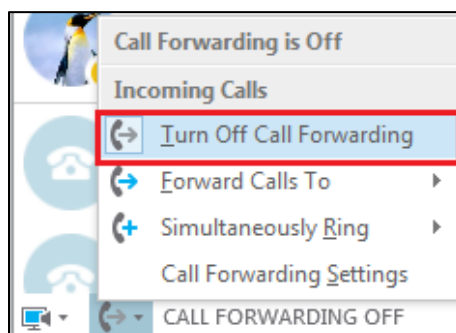 Call Forwarding is Off
Incoming Calls
Turn Off Call Forwarding
Forward Calls To
Simultaneously Ring
Call Forwarding Settings
CALL FORWARDING OFF